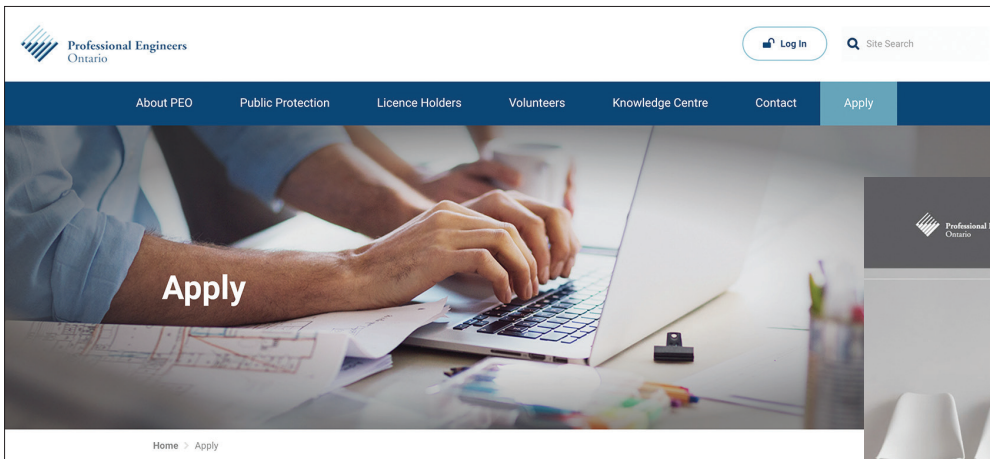 Professional Engineers
Ontario
Log In
Site Search
About PEO
Public Protection
Licence Holders
Volunteers
Knowledge Centre
Contact
Apply
Apply
Professional
Ontario
Home > Apply